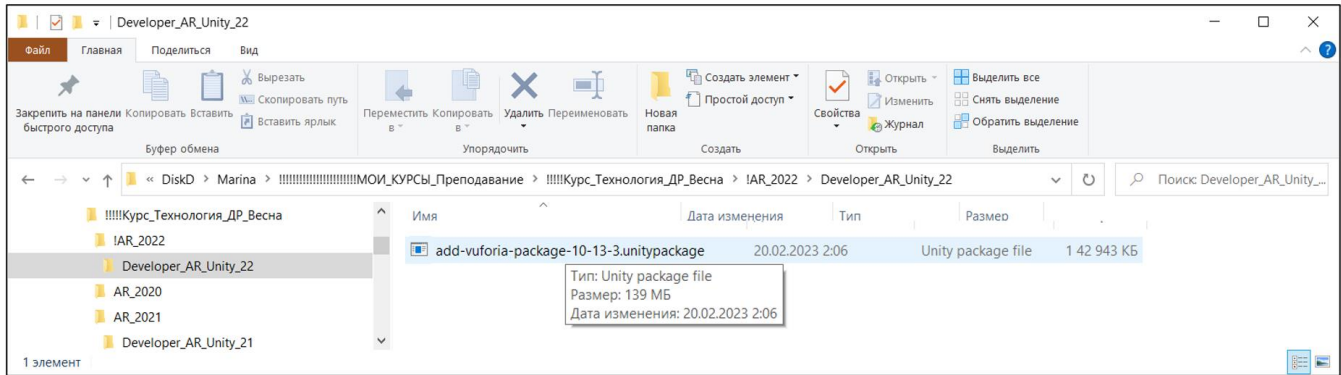 Developer_AR_Unity_22
Файл Главная Поделиться Вид
Закрепить на панели быстрого доступа
Копировать
Вставить
Вырезать
Скопировать путь
Вставить ярлык
Буфер обмена
Переместить в
Копировать в
Удалить
Переименовать
Упорядочить
Новая папка
Создать элемент
Простой доступ
Создать
Свойства
Открыть
Изменить
Журнал
Открыть
Выделить все
Снять выделение
Обратить выделение
Выделить
« DiskD > Marina > !!!!!!!!!!!!!!!!!!!!!!!!МОИ_КУРСЫ_Преподавание > !!!!!Курс_Технология_ДР_Весна > !AR_2022 > Developer_AR_Unity_22
Поиск: Developer_AR_Unity_...
!!!!!Курс_Технология_ДР_Весна
!AR_2022
Developer_AR_Unity_22
AR_2020
AR_2021
Developer_AR_Unity_21
Имя Дата изменения Тип Размер
add-vuforia-package-10-13-3.unitypackage 20.02.2023 2:06 Unity package file 1 42 943 КБ
Тип: Unity package file
Размер: 139 МБ
Дата изменения: 20.02.2023 2:06
1 элемент